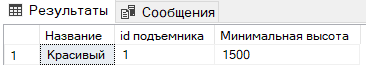 Результаты Сообщения
Название id подъемника Минимальная высота
1 Красивый 1 1500